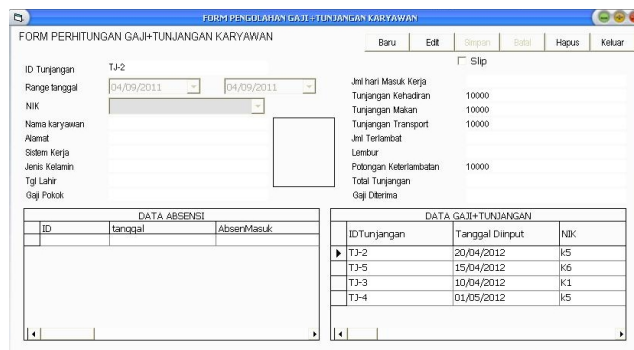 FORM PENGOLAHAN GAJI+TUNJANGAN KARYAWAN
FORM PERHITUNGAN GAJI+TUNJANGAN KARYAWAN
Baru Edit Simpan Batal Hapus Keluar
Slip
ID Tunjangan TJ-2
Range tanggal 04/09/2011 04/09/2011
NIK
Nama karyawan
Alamat
Sistem Kerja
Jenis Kelamin
Tgl Lahir
Gaji Pokok
Jml hari Masuk Kerja
Tunjangan Kehadiran 10000
Tunjangan Makan 10000
Tunjangan Transport 10000
Jml Terlambat
Lembur
Potongan Keterlambatan 10000
Total Tunjangan
Gaji Diterima
DATA ABSENSI
ID tanggal AbsenMasuk
DATA GAJI+TUNJANGAN
IDTunjangan Tanggal Diinput NIK
TJ-2 20/04/2012 k5
TJ-5 15/04/2012 K6
TJ-3 10/04/2012 K1
TJ-4 01/05/2012 k5